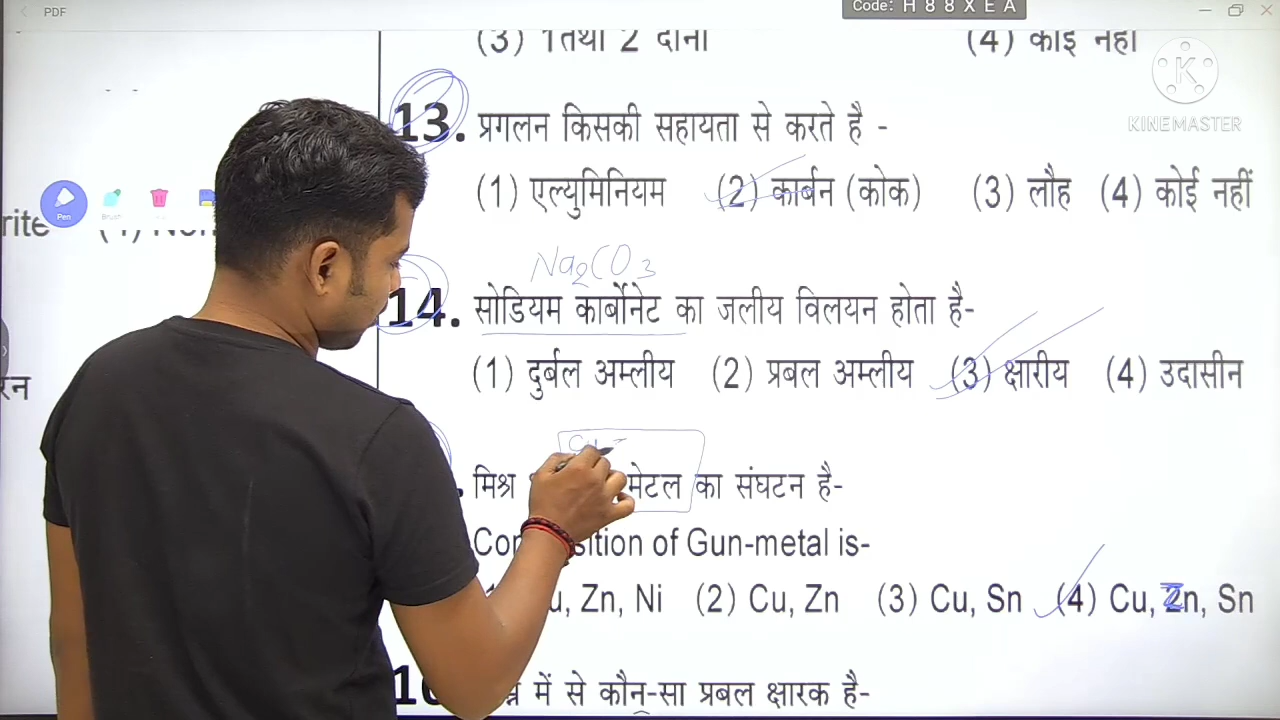 PDF
Code: H 8 8 X E A
(3) 1तथा 2 दोनों (4) कोई नहीं
KINEMASTER
13. प्रगलन किसकी सहायता से करते है -
(1) एल्युमिनियम (2) कार्बन (कोक) (3) लौह (4) कोई नहीं
Pen Brush
rite
Na2CO3
14. सोडियम कार्बोनेट का जलीय विलयन होता है-
(1) दुर्बल अम्लीय (2) प्रबल अम्लीय (3) क्षारीय (4) उदासीन
Cu
मिश्र मेटल का संघटन है-
of Gun-metal is-
Zn, Ni (2) Cu, Zn (3) Cu, Sn (4) Cu, Zn, Sn
में से कौन-सा प्रबल क्षारक है-